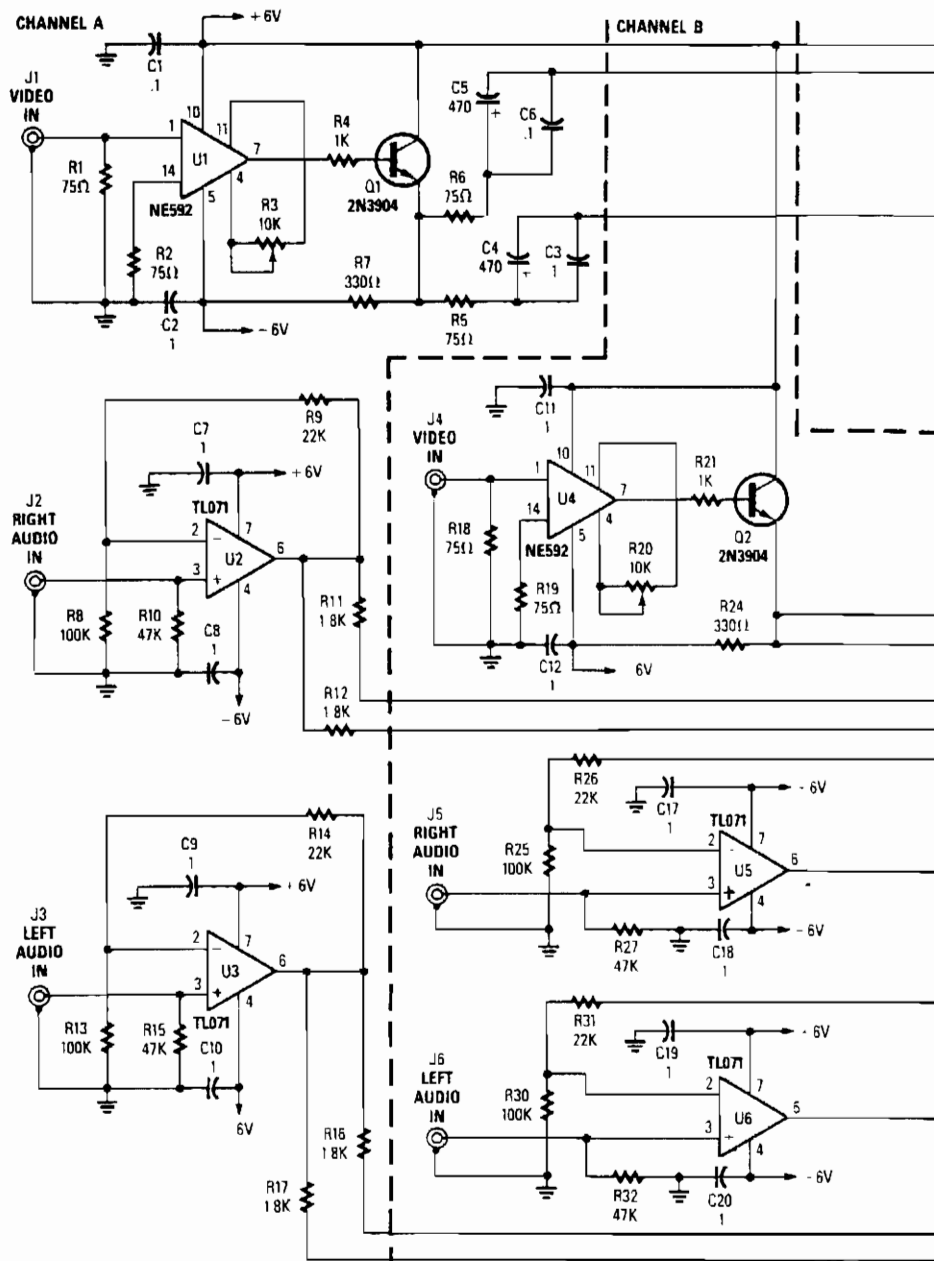 CHANNEL A
+6V
CHANNEL B
C1
.1
J1
VIDEO
IN
10
11
1
7
U1
14
4
5
NE592
R1
75Ω
R2
75Ω
C2
1
R3
10K
R4
1K
Q1
2N3904
R7
330Ω
-6V
C5
470
+
C6
.1
R6
75Ω
C4
470
+
C3
1
R5
75Ω
R9
22K
C7
1
+6V
J2
RIGHT
AUDIO
IN
TL071
2
-
7
U2
6
3
+
4
R8
100K
R10
47K
C8
1
-6V
R11
1 8K
R12
1 8K
C11
1
J4
VIDEO
IN
10
11
1
7
U4
14
4
5
NE592
R18
75Ω
R19
75Ω
C12
1
R20
10K
R21
1K
Q2
2N3904
R24
330Ω
6V
R14
22K
C9
1
+6V
J3
LEFT
AUDIO
IN
2
-
7
U3
6
3
+
4
TL071
R13
100K
R15
47K
C10
1
6V
R16
1 8K
R17
1 8K
R26
22K
C17
1
- 6V
J5
RIGHT
AUDIO
IN
TL071
2
-
7
U5
6
3
+
4
R25
100K
R27
47K
C18
1
- 6V
R31
22K
C19
1
- 6V
J6
LEFT
AUDIO
IN
TL071
2
7
U6
5
3
+
4
R30
100K
R32
47K
C20
1
- 6V